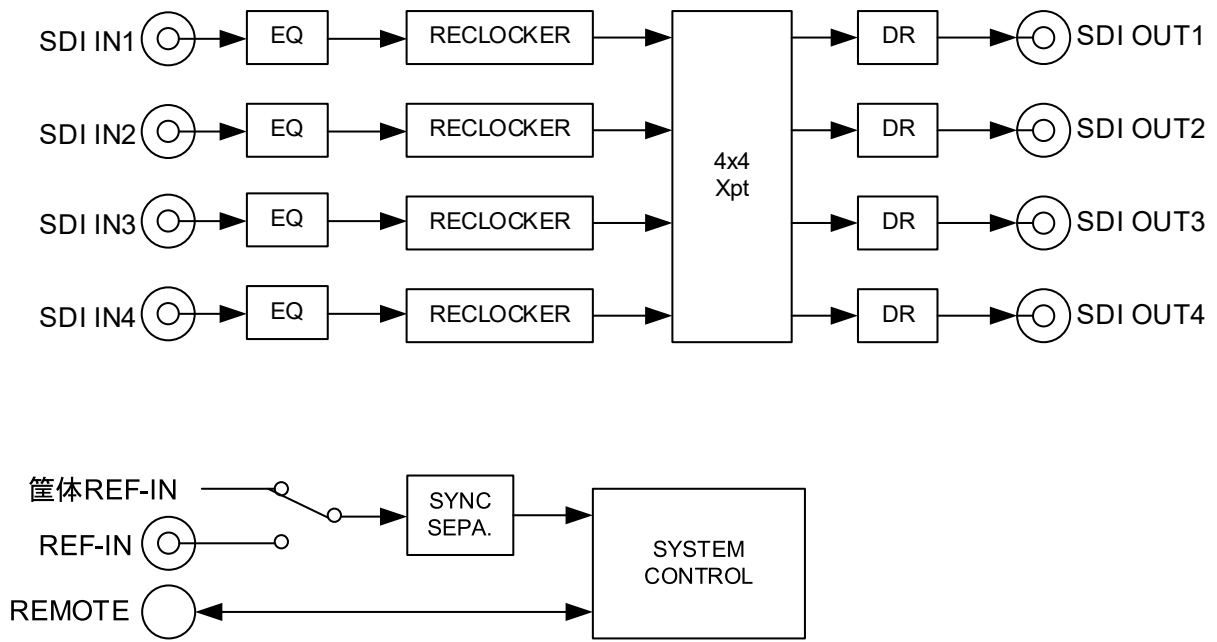 SDI IN1 EQ RECLOCKER DR SDI OUT1
SDI IN2 EQ RECLOCKER DR SDI OUT2
4x4
Xpt
SDI IN3 EQ RECLOCKER DR SDI OUT3
SDI IN4 EQ RECLOCKER DR SDI OUT4
筐体REF-IN
SYNC
SEPA.
REF-IN
SYSTEM
CONTROL
REMOTE